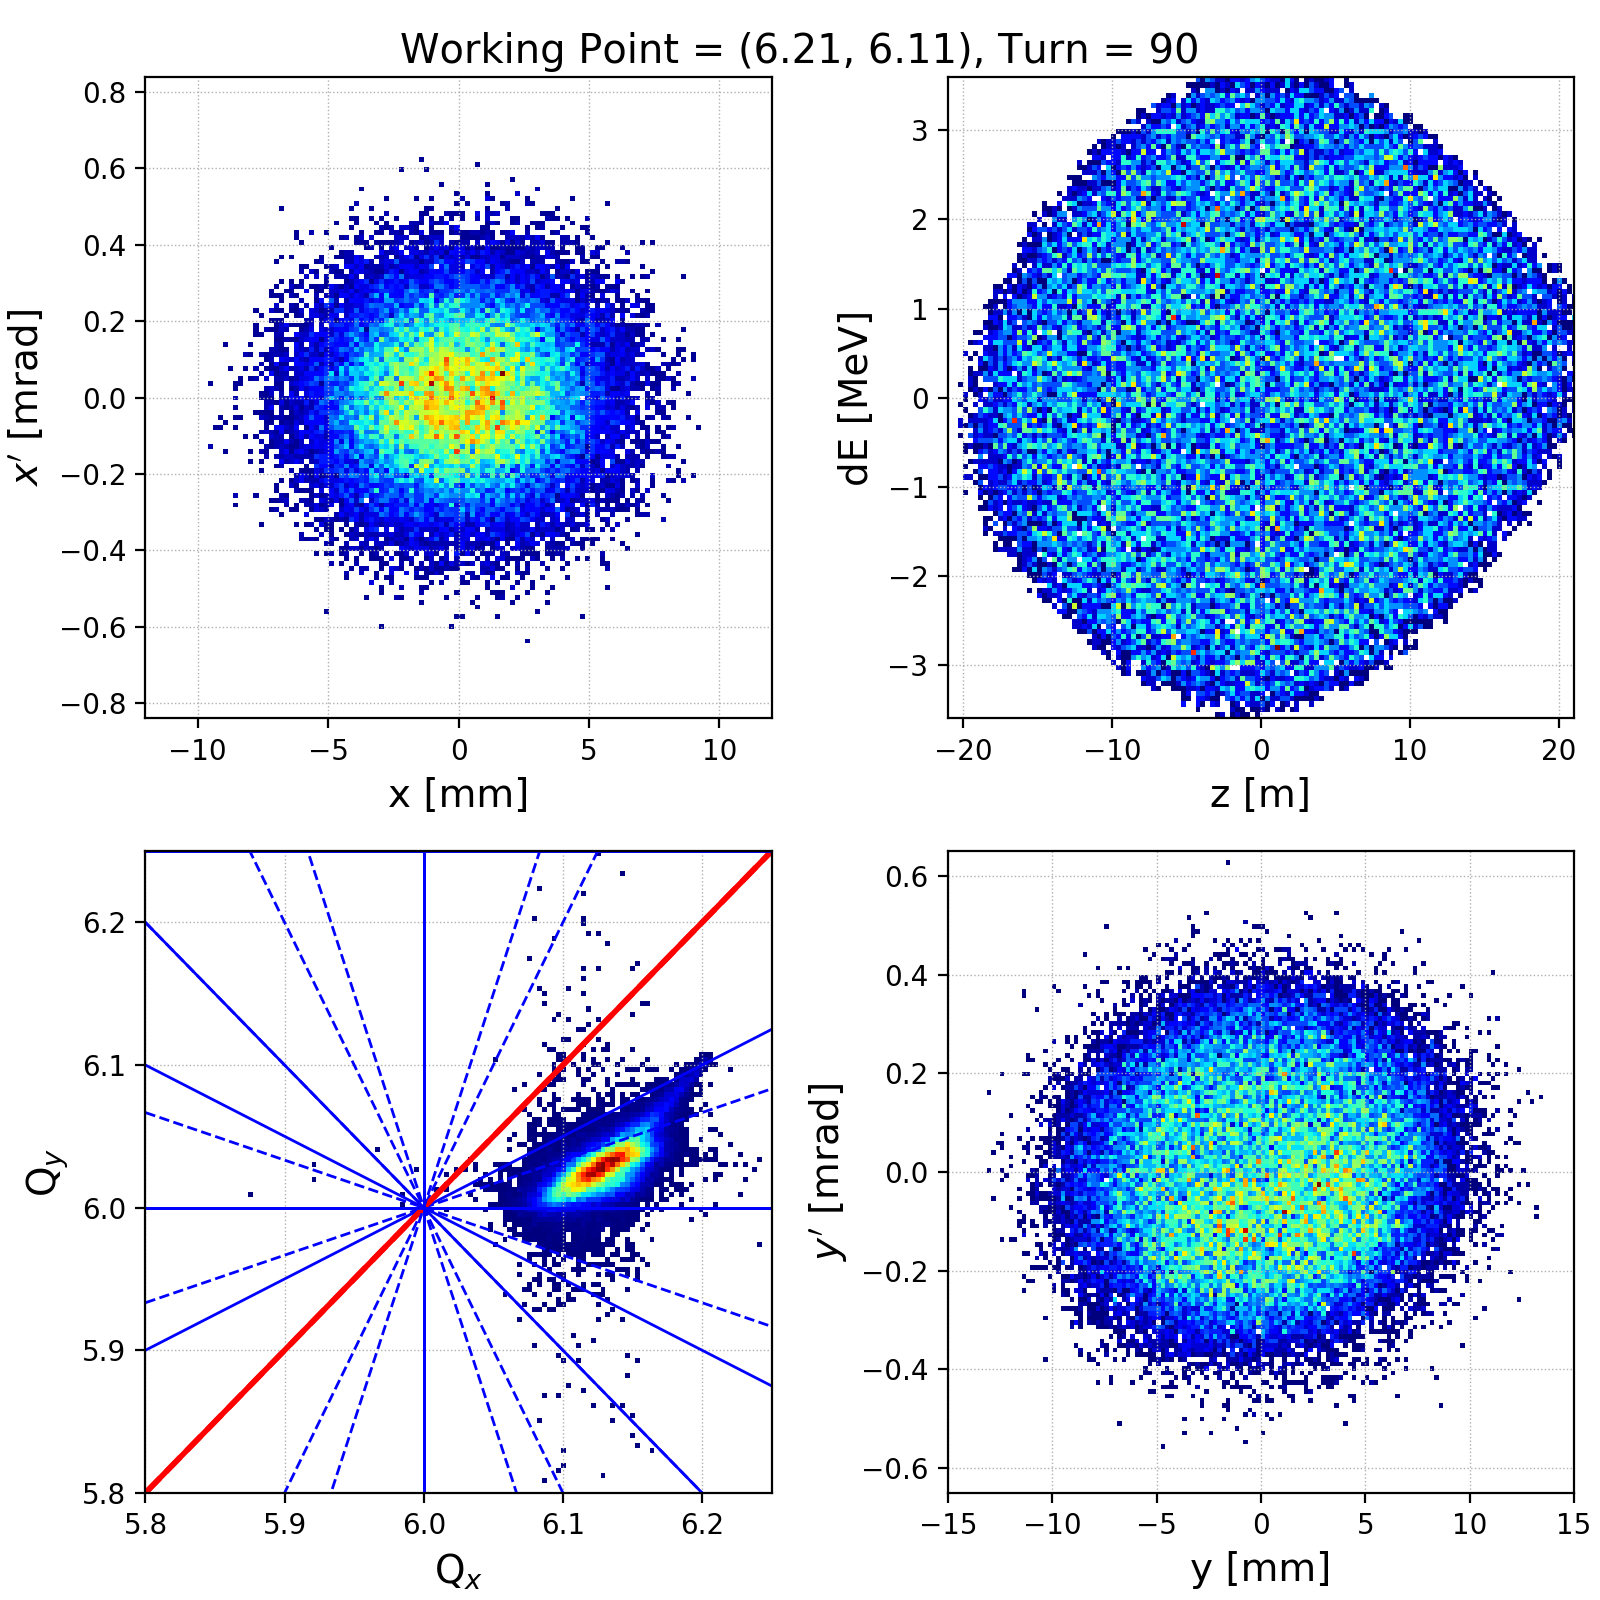 Working Point = (6.21, 6.11), Turn = 90
0.8
0.6
0.4
0.2
0.0
−0.2
−0.4
−0.6
−0.8
x′ [mrad]
−10 −5 0 5 10
x [mm]
3
2
1
0
−1
−2
−3
dE [MeV]
−20 −10 0 10 20
z [m]
6.2
6.1
6.0
5.9
5.8
Qy
5.8 5.9 6.0 6.1 6.2
Qx
0.6
0.4
0.2
0.0
−0.2
−0.4
−0.6
y′ [mrad]
−15 −10 −5 0 5 10 15
y [mm]